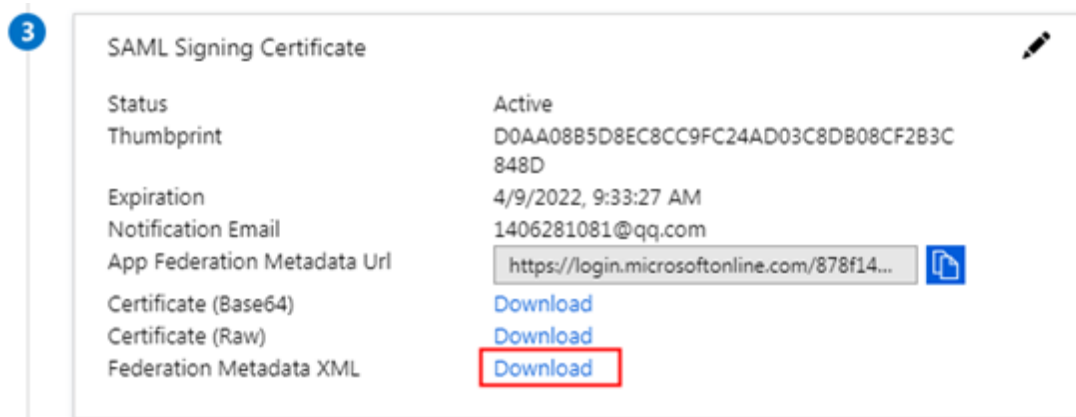 3
SAML Signing Certificate
Status Active
Thumbprint D0AA08B5D8EC8CC9FC24AD03C8DB08CF2B3C
848D
Expiration 4/9/2022, 9:33:27 AM
Notification Email 1406281081@qq.com
App Federation Metadata Url https://login.microsoftonline.com/878f14...
Certificate (Base64) Download
Certificate (Raw) Download
Federation Metadata XML Download